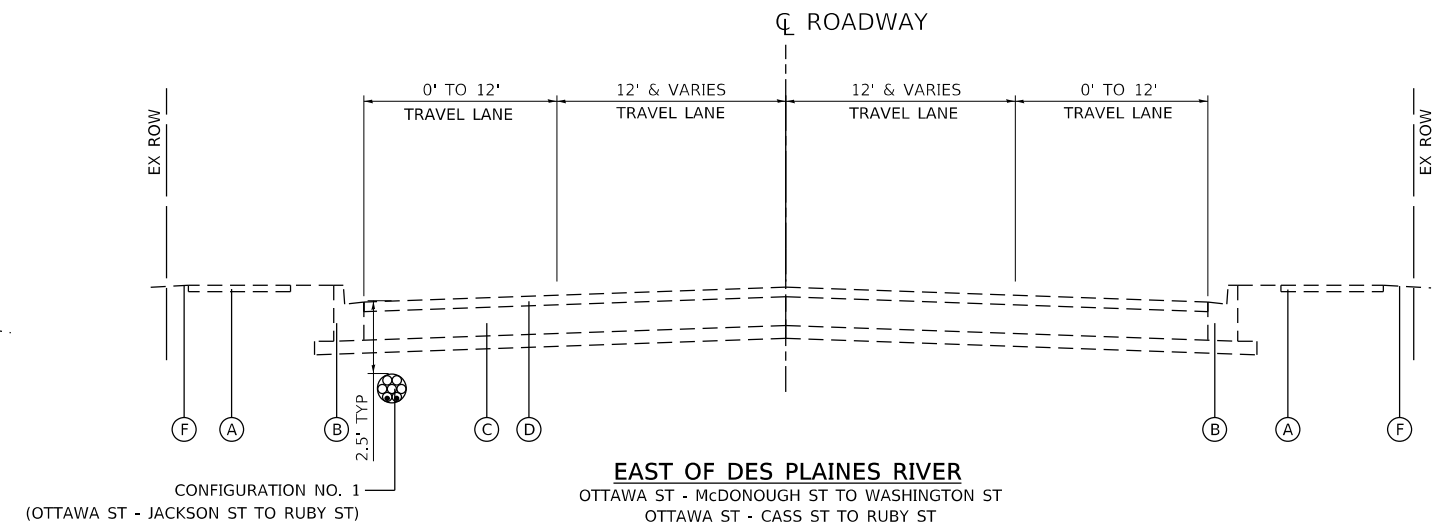 ℄ ROADWAY
0' TO 12' 12' & VARIES 12' & VARIES 0' TO 12'
TRAVEL LANE TRAVEL LANE TRAVEL LANE TRAVEL LANE
EX ROW
EX ROW
2.5' TYP
F A B C D B A F
CONFIGURATION NO. 1
(OTTAWA ST - JACKSON ST TO RUBY ST)
EAST OF DES PLAINES RIVER
OTTAWA ST - McDONOUGH ST TO WASHINGTON ST
OTTAWA ST - CASS ST TO RUBY ST